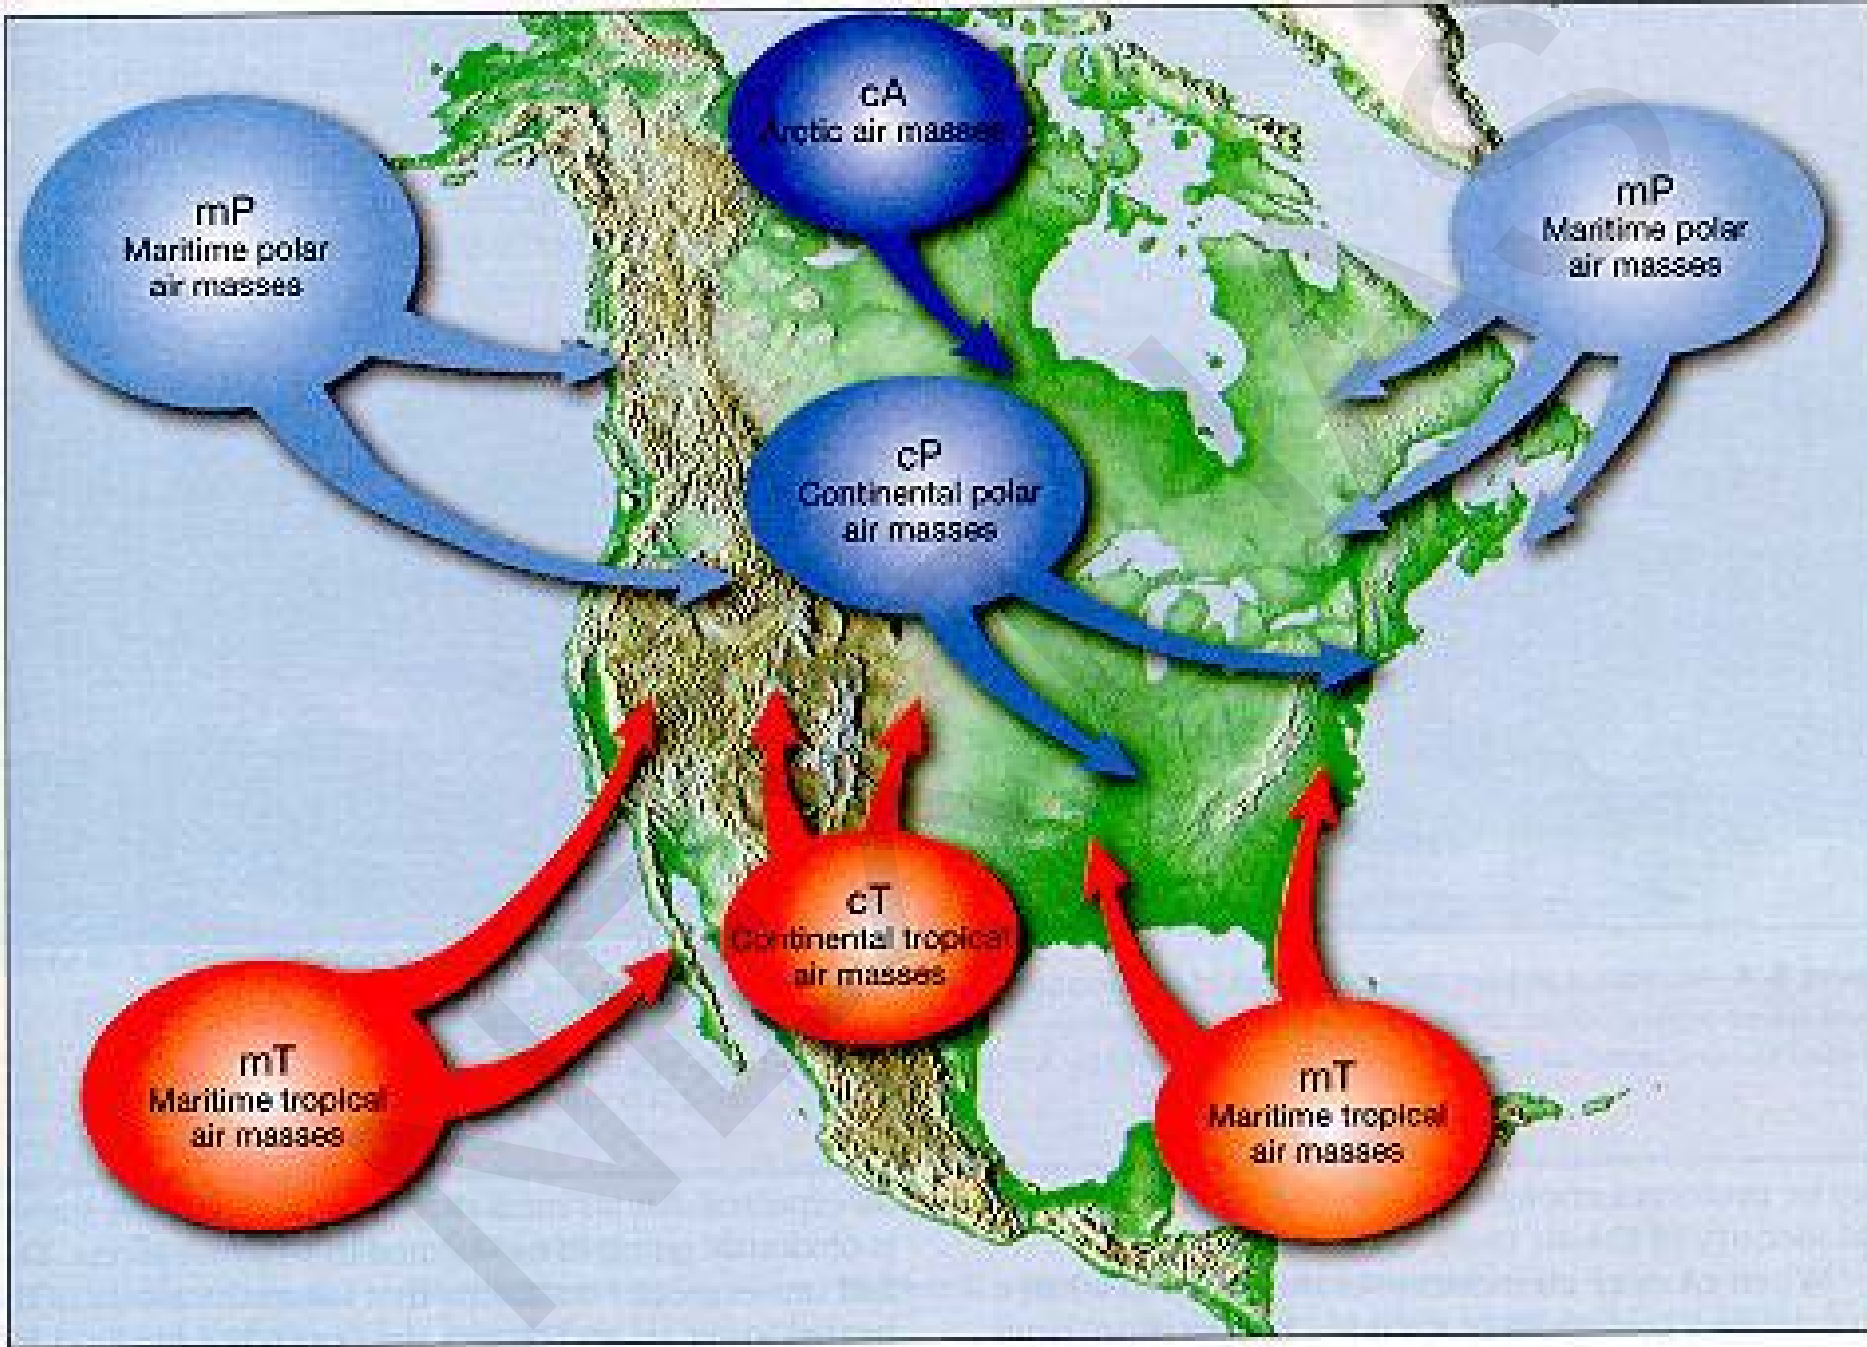 cA
Arctic air masses
mP
Maritime polar
air masses
mP
Maritime polar
air masses
cP
Continental polar
air masses
cT
Continental tropical
air masses
mT
Maritime tropical
air masses
mT
Maritime tropical
air masses